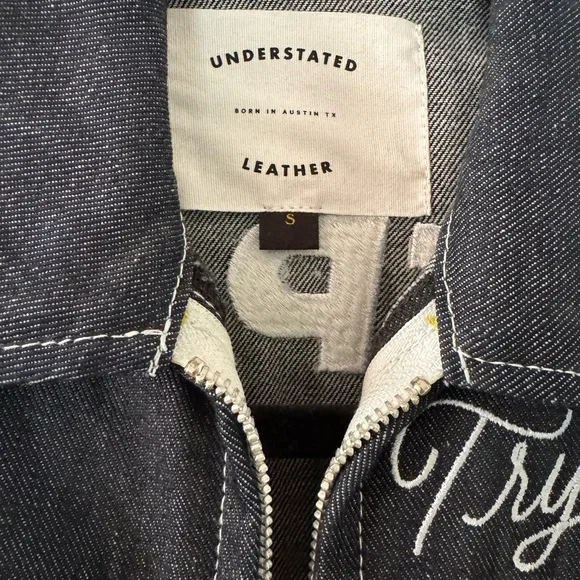 UNDERSTATED
BORN IN AUSTIN TX
LEATHER
S
Try